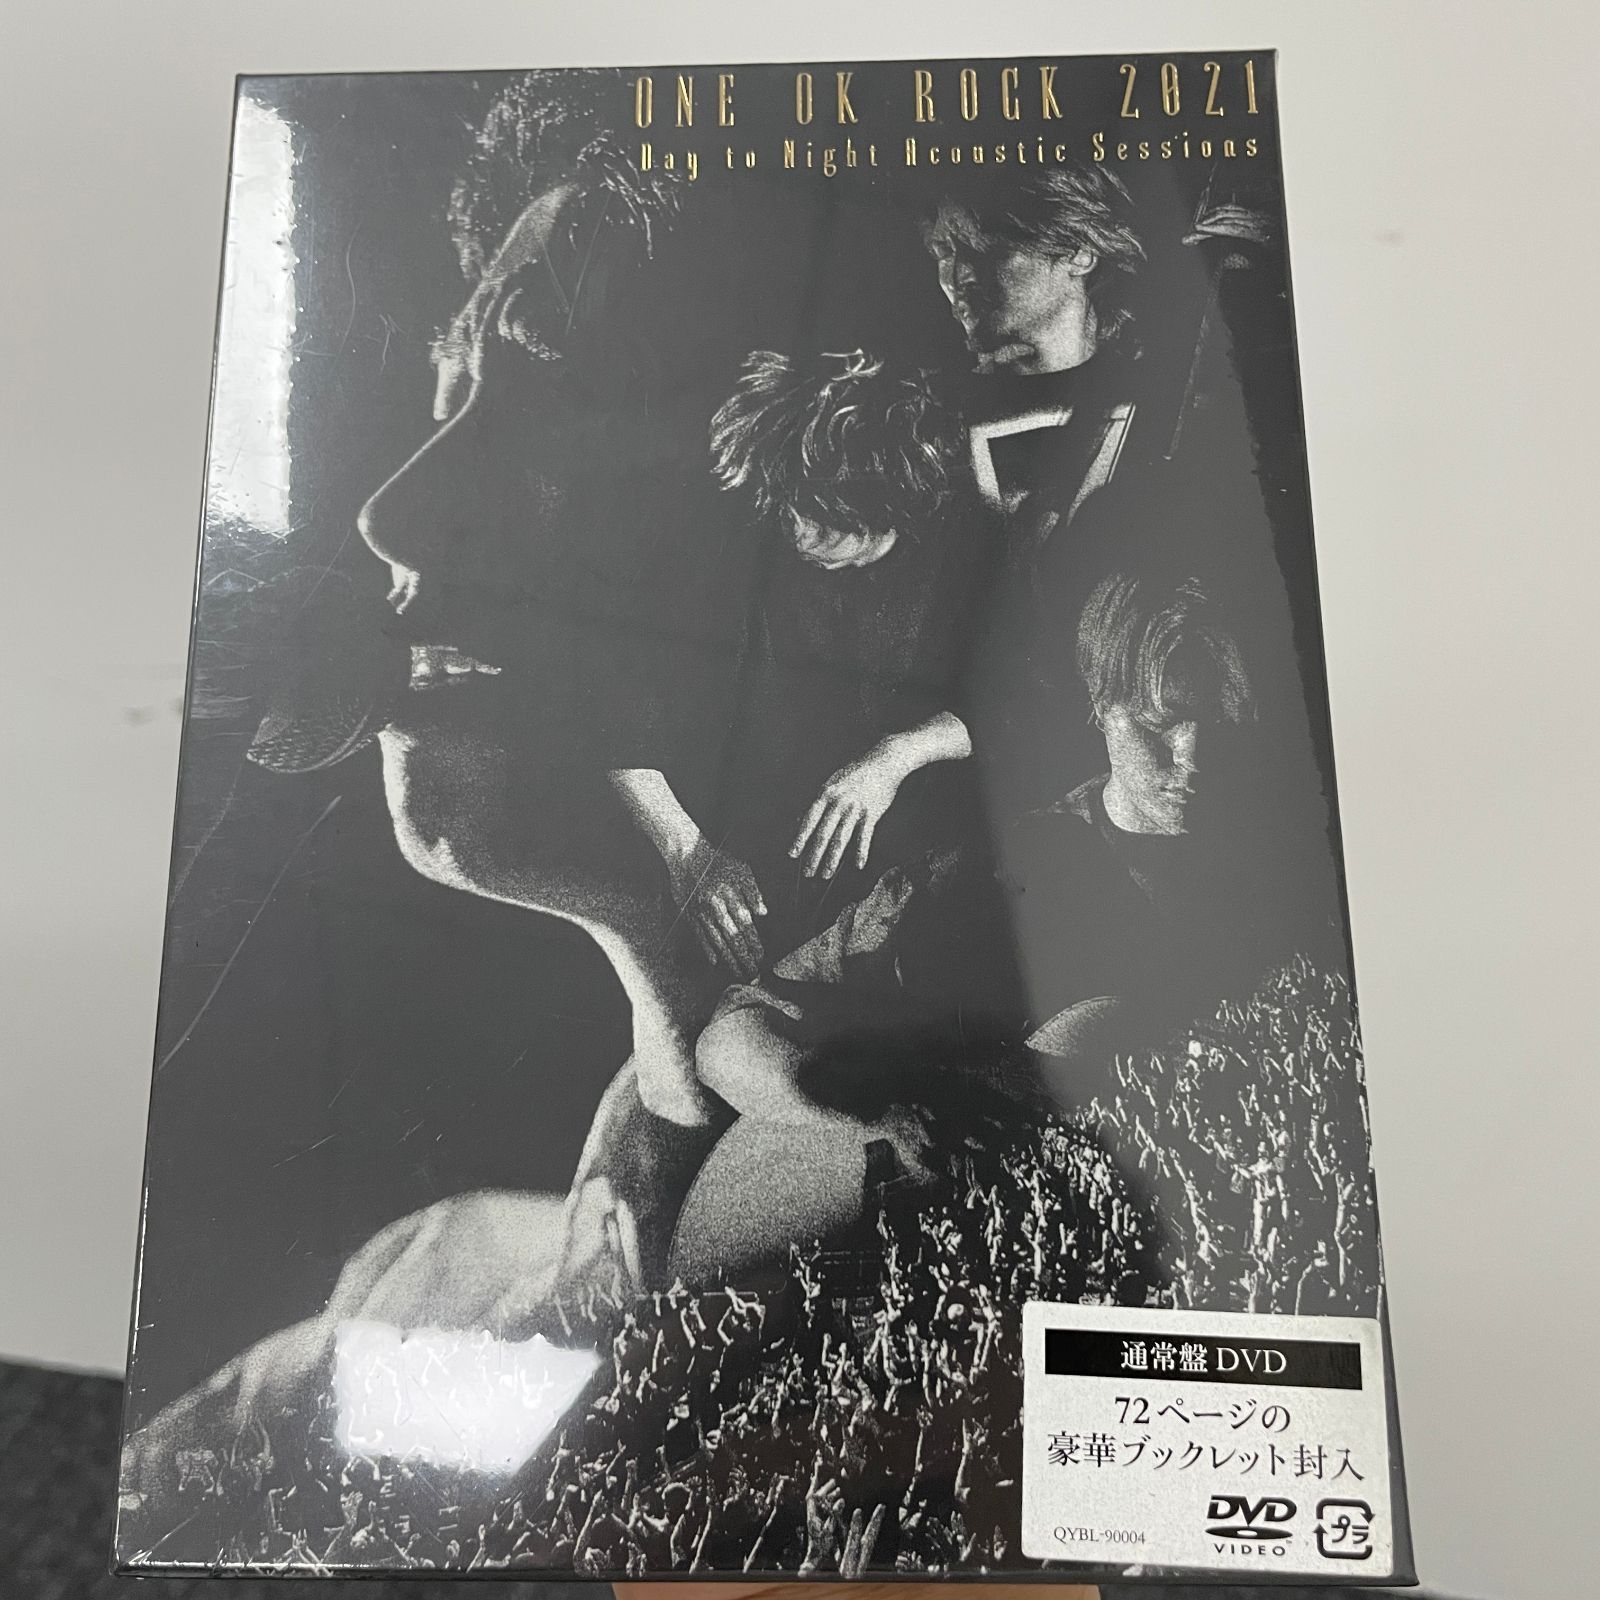 ONE OK ROCK 2021
Day to Night Acoustic Sessions
通常盤 DVD
72ページの
豪華ブックレット封入
DVD
VIDEO
QYBL-90004
プラ